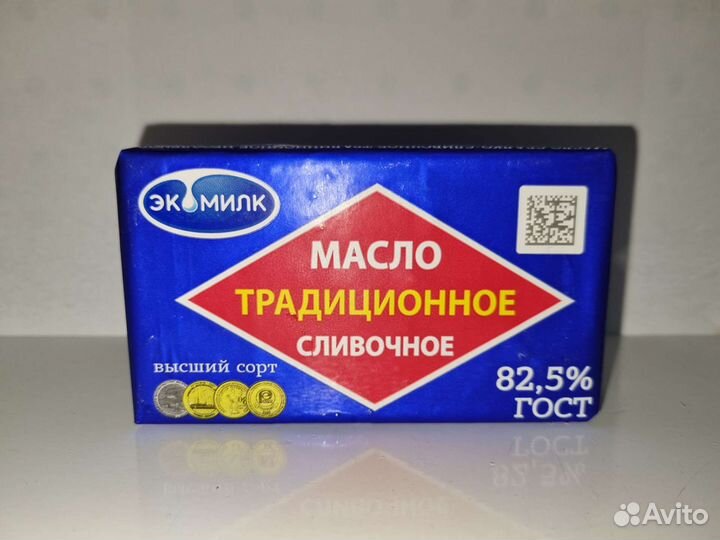 ЭКОМИЛК
МАСЛО
ТРАДИЦИОННОЕ
СЛИВОЧНОЕ
высший сорт
82,5%
ГОСТ
Avito